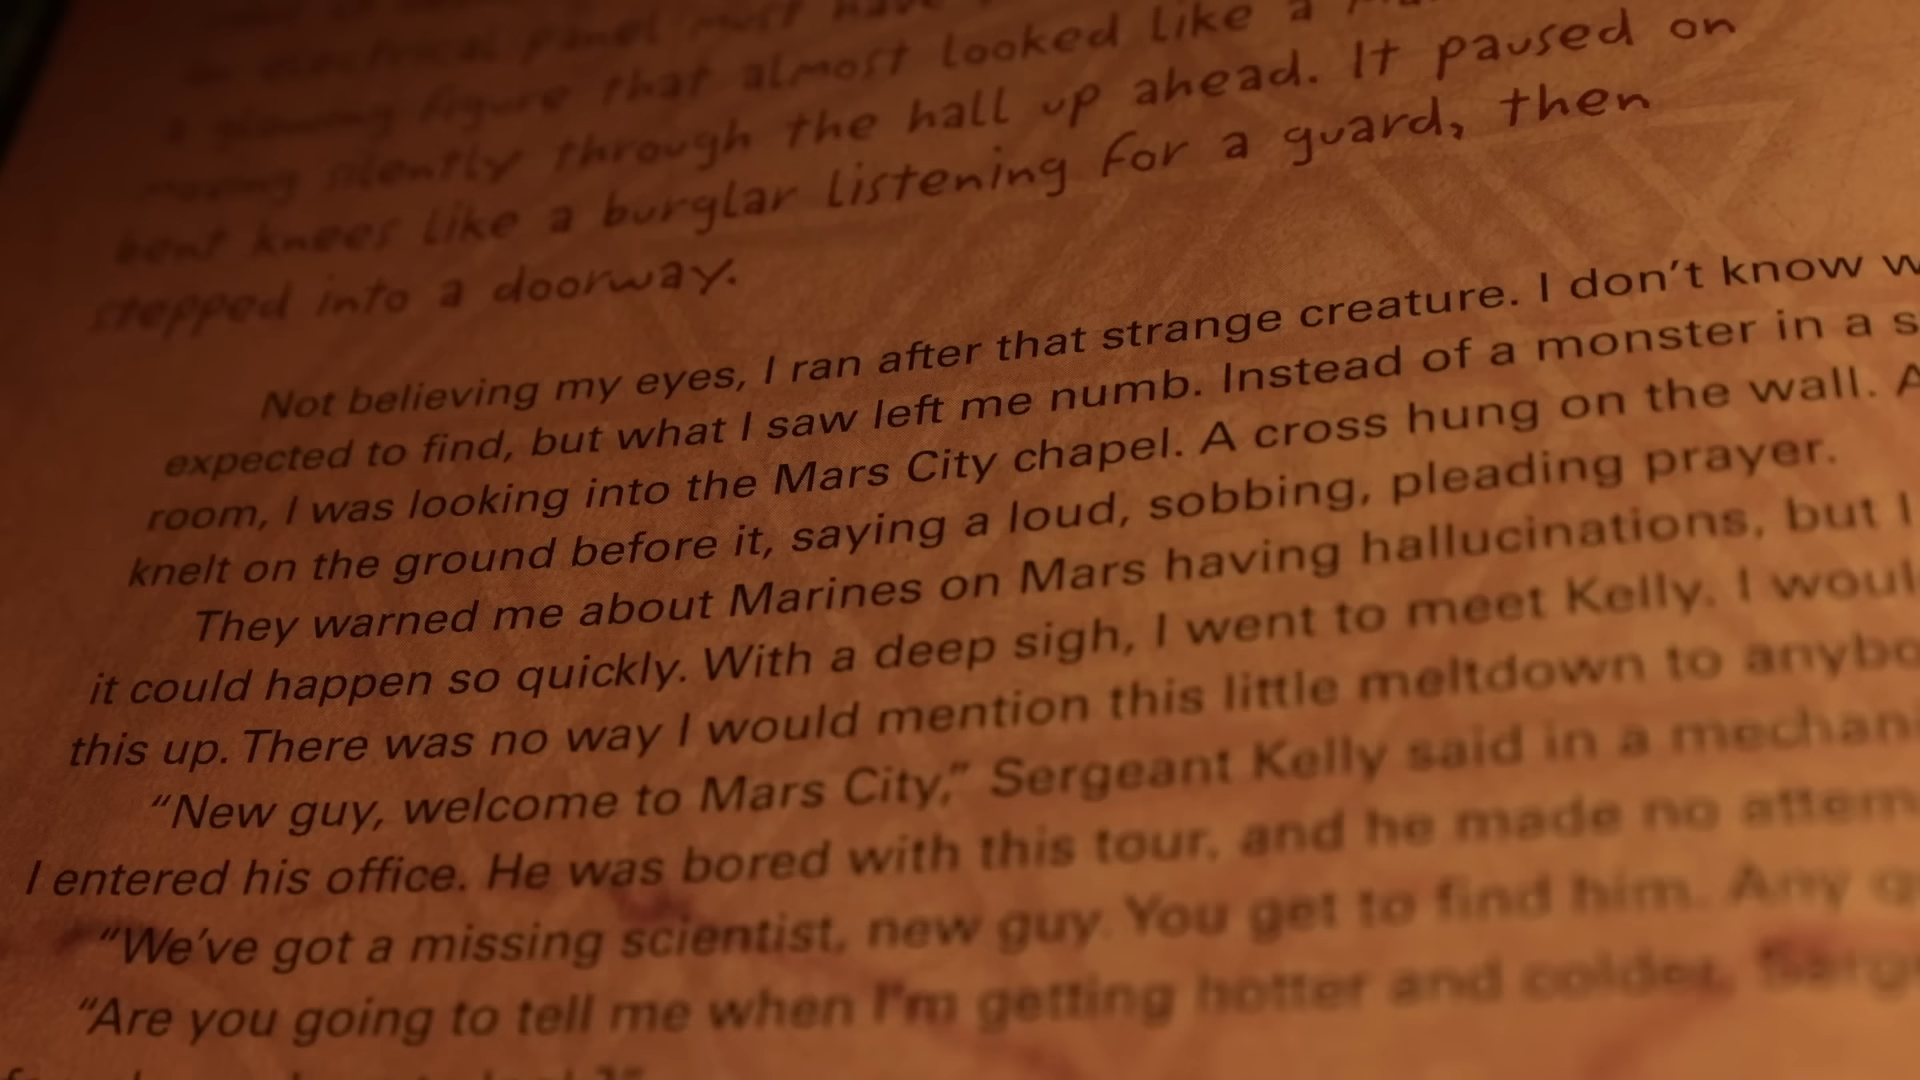 electrical panel must have
a glowing figure that almost looked like a
moving silently through the hall up ahead. It paused on
bent knees like a burglar listening for a guard, then
stepped into a doorway.
Not believing my eyes, I ran after that strange creature. I don't know
expected to find, but what I saw left me numb. Instead of a monster in a
room, I was looking into the Mars City chapel. A cross hung on the wall. A
knelt on the ground before it, saying a loud, sobbing, pleading prayer.
They warned me about Marines on Mars having hallucinations, but I
it could happen so quickly. With a deep sigh, I went to meet Kelly. I woul
this up. There was no way I would mention this little meltdown to anybo
“New guy, welcome to Mars City,” Sergeant Kelly said in a mechani
I entered his office. He was bored with this tour, and he made no attem
“We've got a missing scientist, new guy. You get to find him. Any
“Are you going to tell me when I'm getting hotter and colder,